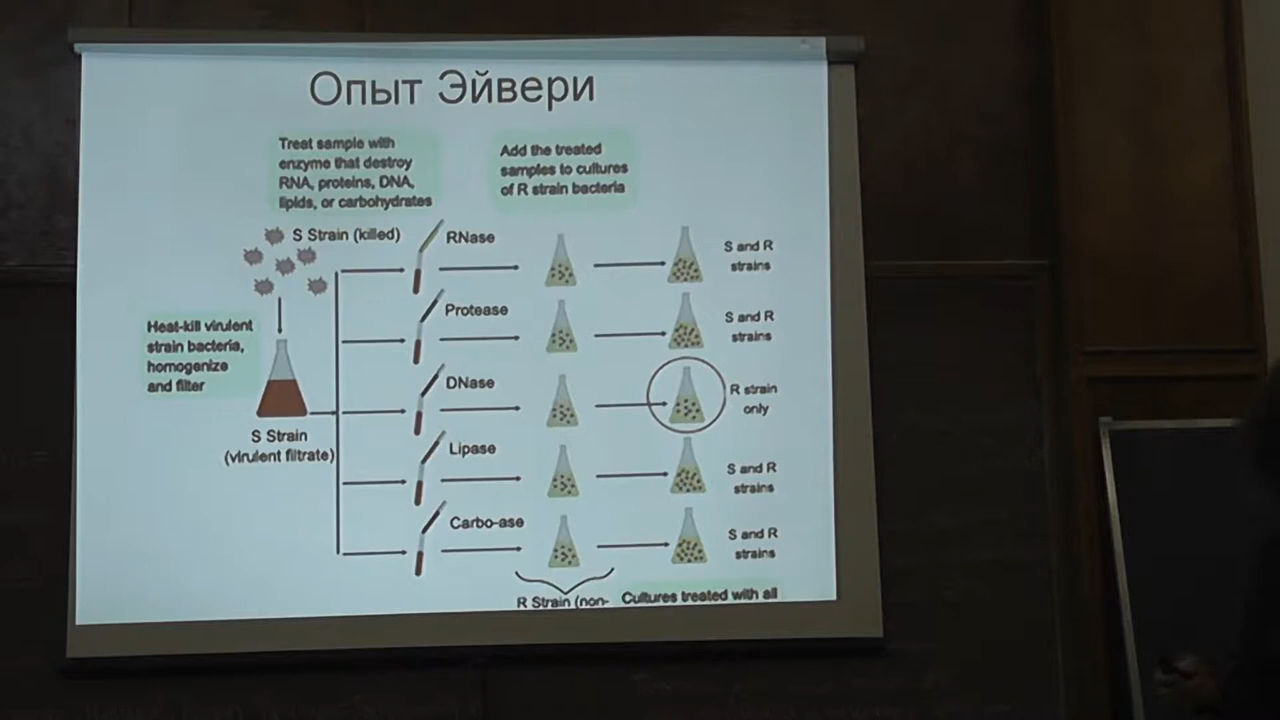 Опыт Эйвери
Treat sample with
enzyme that destroy
RNA, proteins, DNA,
lipids, or carbohydrates
Add the treated
samples to cultures
of R strain bacteria
S Strain (killed)
RNase
S and R
strains
Heat-kill virulent
strain bacteria,
homogenize
and filter
Protease
S and R
strains
DNase
R strain
only
S Strain
(virulent filtrate)
Lipase
S and R
strains
Carbo-ase
S and R
strains
R Strain (non-
Cultures treated with all